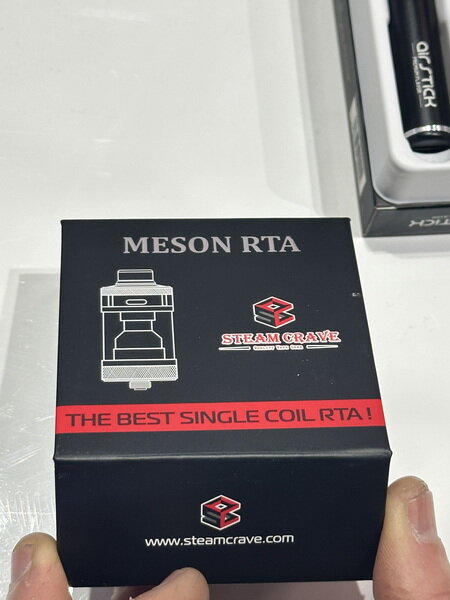 airSTICK
MESON RTA
STEAM CRAVE
THE BEST SINGLE COIL RTA !
www.steamcrave.com